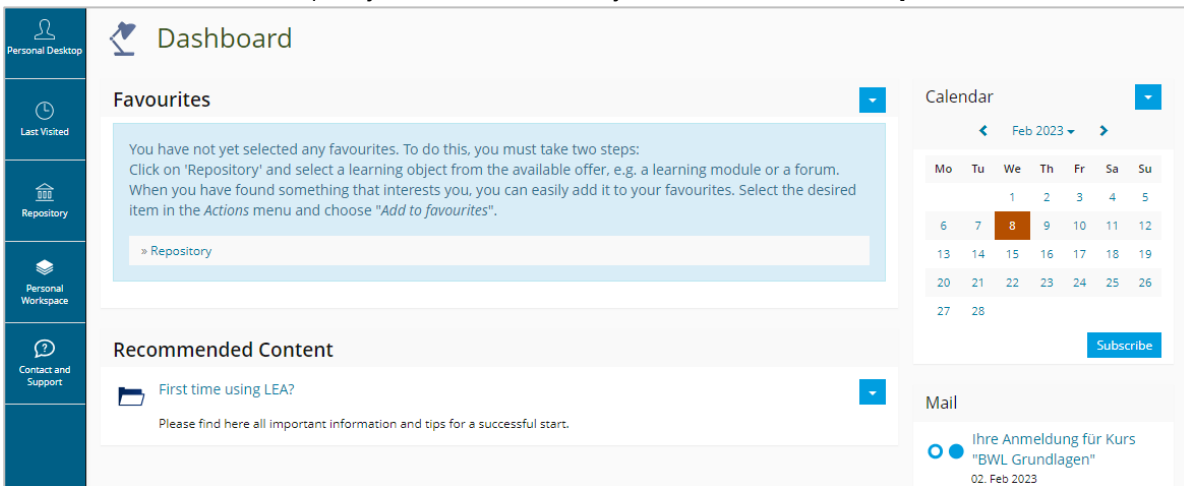 Personal Desktop
Last Visited
Repository
Personal
Workspace
Contact and
Support
Dashboard
Favourites
You have not yet selected any favourites. To do this, you must take two steps:
Click on 'Repository' and select a learning object from the available offer, e.g. a learning module or a forum.
When you have found something that interests you, you can easily add it to your favourites. Select the desired
item in the Actions menu and choose "Add to favourites".
» Repository
Recommended Content
First time using LEA?
Please find here all important information and tips for a successful start.
Calendar
Feb 2023
Mo Tu We Th Fr Sa Su
1 2 3 4 5
6 7 8 9 10 11 12
13 14 15 16 17 18 19
20 21 22 23 24 25 26
27 28
Subscribe
Mail
Ihre Anmeldung für Kurs
"BWL Grundlagen"
02. Feb 2023